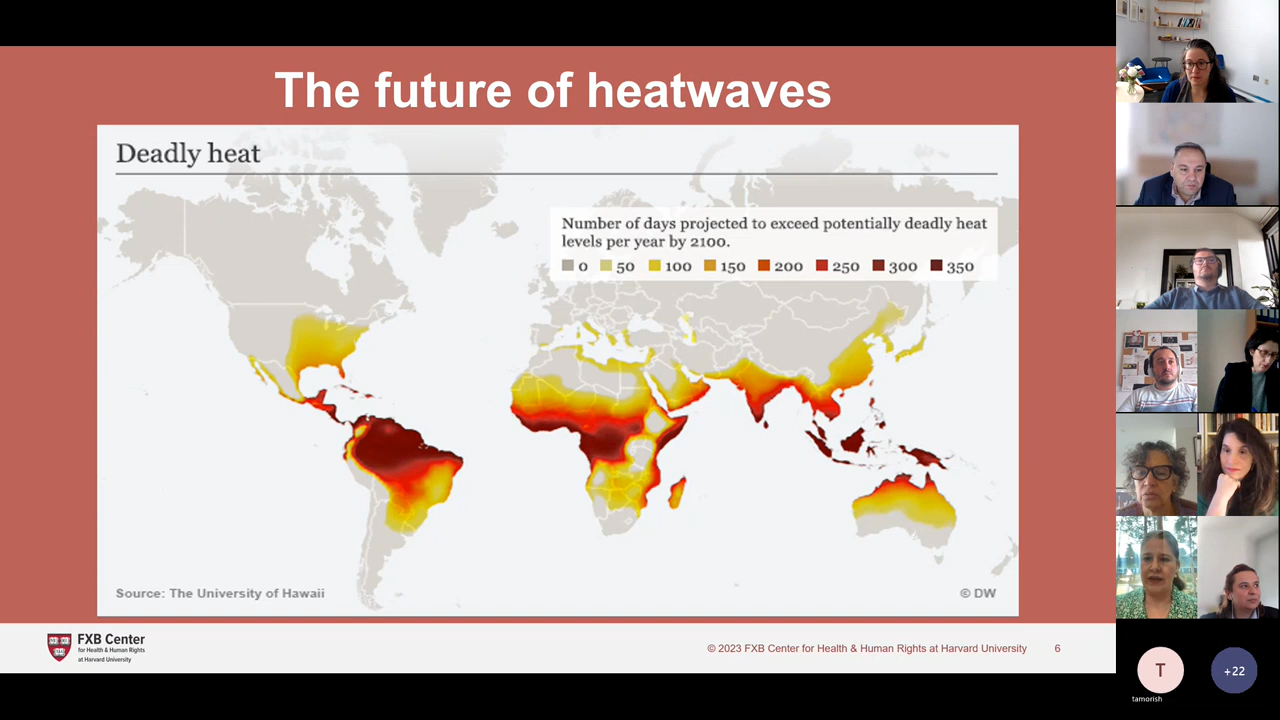 The future of heatwaves
Deadly heat
Number of days projected to exceed potentially deadly heat
levels per year by 2100.
0 50 100 150 200 250 300 350
Source: The University of Hawaii
© DW
FXB Center
for Health & Human Rights
at Harvard University
© 2023 FXB Center for Health & Human Rights at Harvard University 6
T
+22
tamorish